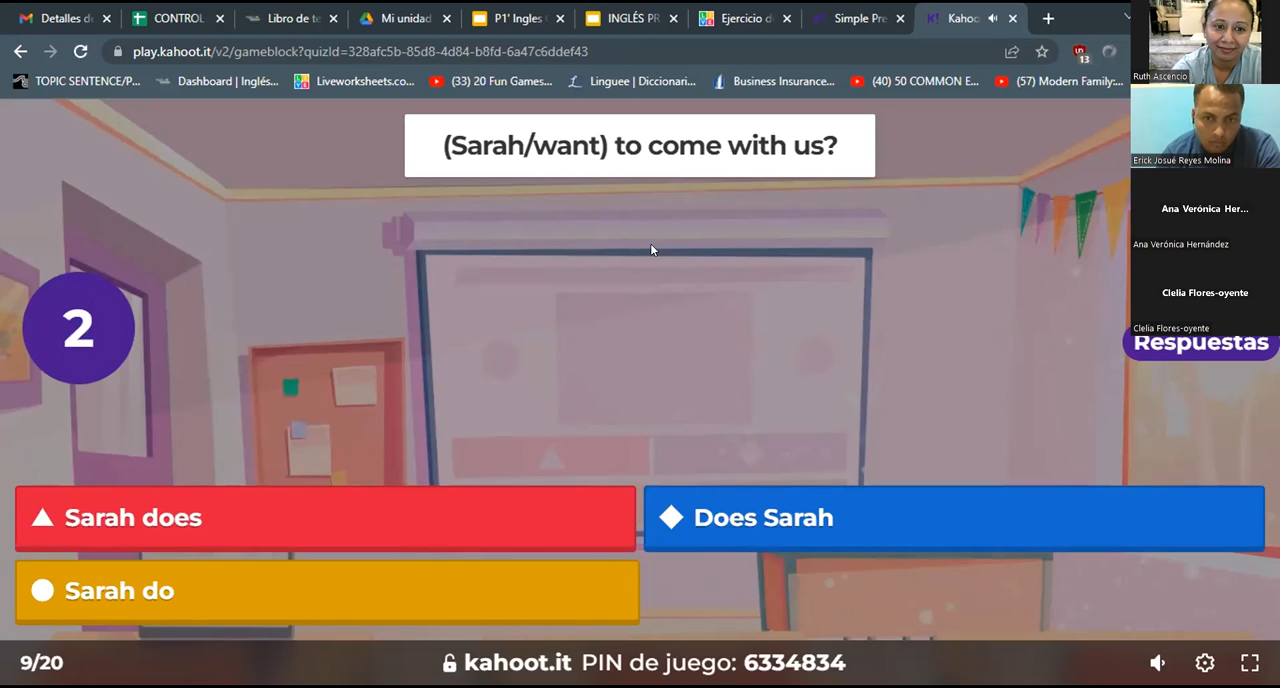 Detalles de
CONTROL
Libro de te
Mi unidad
P1' Ingles
INGLÉS PR
Ejercicio d
Simple Pre
Kahoo
play.kahoot.it/v2/gameblock?quizId=328afc5b-85d8-4d84-b8fd-6a47c6ddef43
13
TOPIC SENTENCE/P...
Dashboard | Inglés...
Liveworksheets.co...
(33) 20 Fun Games...
Linguee | Diccionari...
Business Insurance...
(40) 50 COMMON E...
(57) Modern Family:...
Ruth Ascencio
Erick Josué Reyes Molina
Ana Verónica Her...
Ana Verónica Hernández
Clelia Flores-oyente
Clelia Flores-oyente
(Sarah/want) to come with us?
2
Respuestas
Sarah does
Does Sarah
Sarah do
9/20
kahoot.it PIN de juego: 6334834